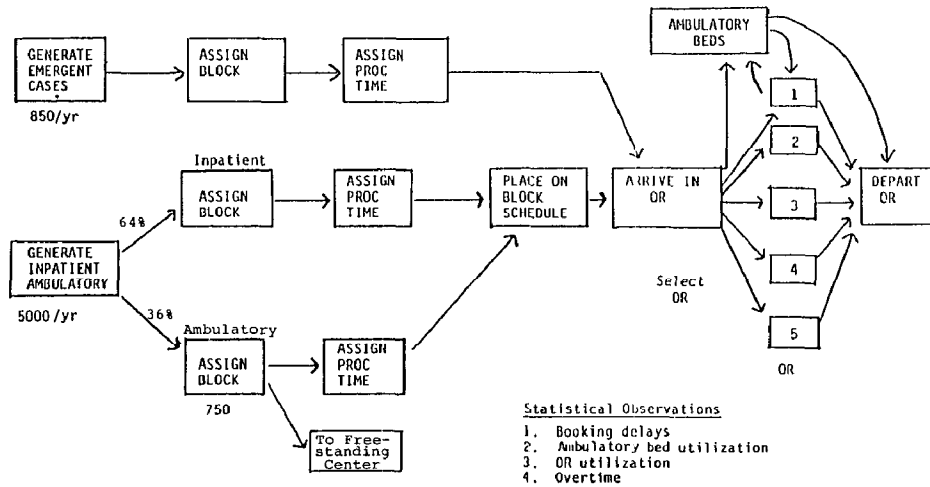 GENERATE
EMERGENT
CASES
850/yr
ASSIGN
BLOCK
ASSIGN
PROC
TIME
AMBULATORY
BEDS
Inpatient
ASSIGN
BLOCK
ASSIGN
PROC
TIME
PLACE ON
BLOCK
SCHEDULE
ARRIVE IN
OR
Select
OR
1
2
3
4
5
OR
DEPART
OR
64%
GENERATE
INPATIENT
AMBULATORY
5000/yr
36%
Ambulatory
ASSIGN
BLOCK
750
ASSIGN
PROC
TIME
To Free-
standing
Center
Statistical Observations
1. Booking delays
2. Ambulatory bed utilization
3. OR utilization
4. Overtime